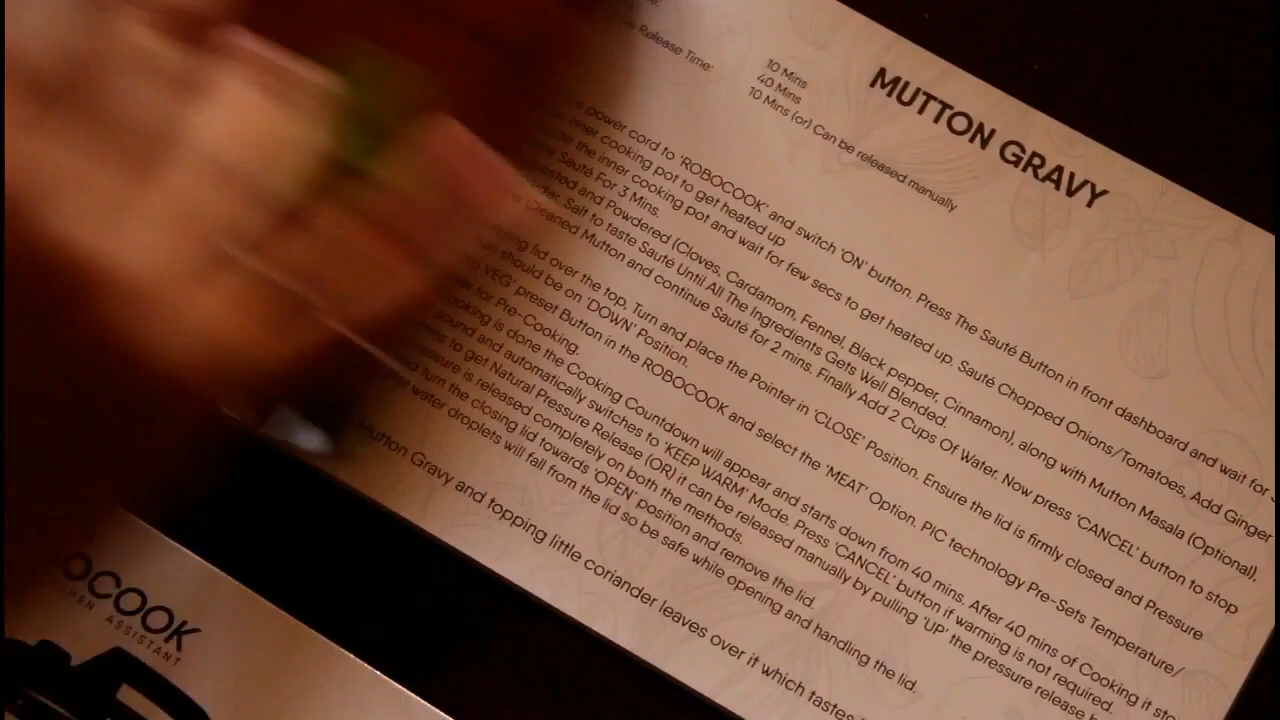 MUTTON GRAVY
Release Time:
10 Mins
40 Mins
10 Mins (or) Can be released manually
power cord to 'ROBOCOOK' and switch 'ON' button. Press The Sauté Button in front dashboard and wait for
inner cooking pot to get heated up
the inner cooking pot and wait for few secs to get heated up. Sauté Chopped Onions/Tomatoes, Add Ginger
Sauté For 3 Mins.
and Powdered (Cloves, Cardamom, Fennel, Black pepper, Cinnamon), along with Mutton Masala (Optional),
Salt to taste Sauté Until All The Ingredients Gets Well Blended.
Cleaned Mutton and continue Sauté for 2 mins. Finally Add 2 Cups Of Water. Now press 'CANCEL' button to stop
lid over the top, Turn and place the Pointer in 'CLOSE' Position. Ensure the lid is firmly closed and Pressure
should be on 'DOWN' Position.
VEG' preset Button in the ROBOCOOK and select the 'MEAT' Option. PIC technology Pre-Sets Temperature/
for Pre-Cooking.
cooking is done the Cooking Countdown will appear and starts down from 40 mins. After 40 mins of Cooking it
and automatically switches to 'KEEP WARM' Mode. Press 'CANCEL' button if warming is not required.
to get Natural Pressure Release (OR) it can be released manually by pulling 'UP' the pressure release
is released completely on both the methods.
turn the closing lid towards 'OPEN' position and remove the lid.
water droplets will fall from the lid so be safe while opening and handling the lid.
Mutton Gravy and topping little coriander leaves over it which tastes
OCOOK
ASSISTANT